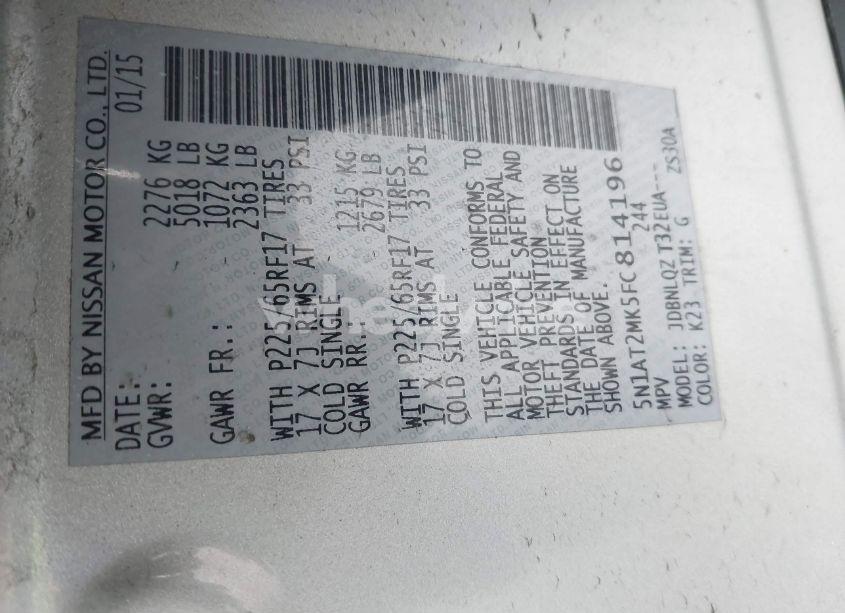 MFD BY NISSAN MOTOR CO., LTD.
DATE: 01/15
GVWR: 2276 KG
5018 LB
GAWR FR.: 1072 KG
2363 LB
WITH P225/65RF17 TIRES
17 X 7J RIMS AT 33 PSI
COLD SINGLE
GAWR RR.: 1215 KG
2679 LB
WITH P225/65RF17 TIRES
17 X 7J RIMS AT 33 PSI
COLD SINGLE
THIS VEHICLE CONFORMS TO
ALL APPLICABLE FEDERAL
MOTOR VEHICLE SAFETY AND
THEFT PREVENTION
STANDARDS IN EFFECT ON
THE DATE OF MANUFACTURE
SHOWN ABOVE.
5N1AT2MK5FC814196
MPV 244
MODEL: JDBNLQZ T32EUA---
COLOR: K23 TRIM: G ZS30A